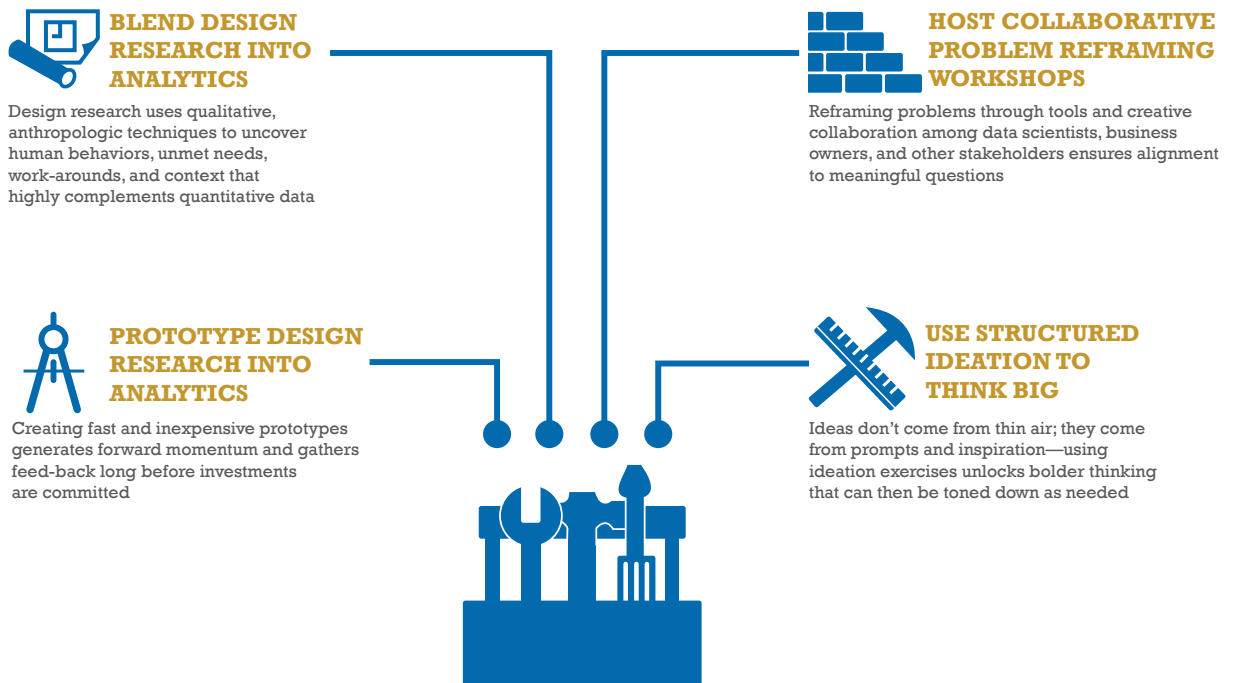 BLEND DESIGN
RESEARCH INTO
ANALYTICS
Design research uses qualitative,
anthropologic techniques to uncover
human behaviors, unmet needs,
work-arounds, and context that
highly complements quantitative data
HOST COLLABORATIVE
PROBLEM REFRAMING
WORKSHOPS
Reframing problems through tools and creative
collaboration among data scientists, business
owners, and other stakeholders ensures alignment
to meaningful questions
PROTOTYPE DESIGN
RESEARCH INTO
ANALYTICS
Creating fast and inexpensive prototypes
generates forward momentum and gathers
feed-back long before investments
are committed
USE STRUCTURED
IDEATION TO
THINK BIG
Ideas don’t come from thin air; they come
from prompts and inspiration—using
ideation exercises unlocks bolder thinking
that can then be toned down as needed